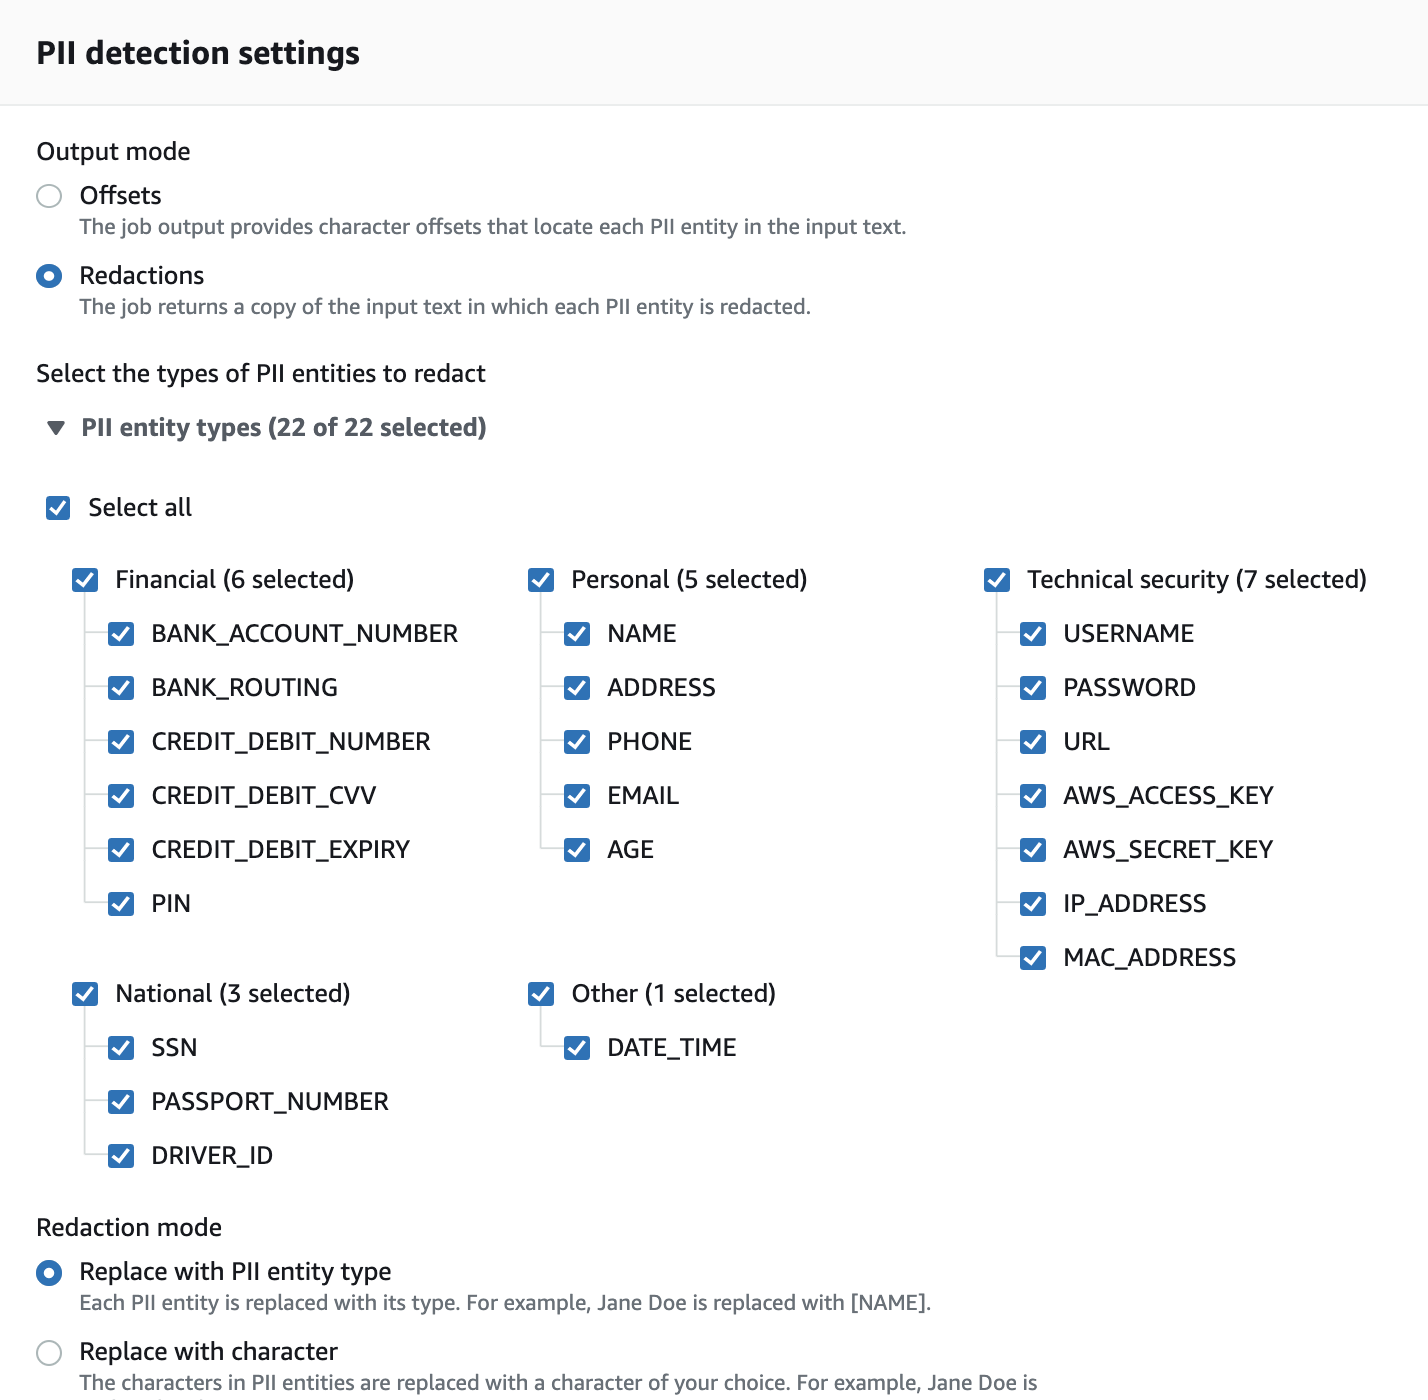 PII detection settings
Output mode
Offsets
The job output provides character offsets that locate each PII entity in the input text.
Redactions
The job returns a copy of the input text in which each PII entity is redacted.
Select the types of PII entities to redact
PII entity types (22 of 22 selected)
Select all
Financial (6 selected)
BANK_ACCOUNT_NUMBER
BANK_ROUTING
CREDIT_DEBIT_NUMBER
CREDIT_DEBIT_CVV
CREDIT_DEBIT_EXPIRY
PIN
Personal (5 selected)
NAME
ADDRESS
PHONE
EMAIL
AGE
Technical security (7 selected)
USERNAME
PASSWORD
URL
AWS_ACCESS_KEY
AWS_SECRET_KEY
IP_ADDRESS
MAC_ADDRESS
National (3 selected)
SSN
PASSPORT_NUMBER
DRIVER_ID
Other (1 selected)
DATE_TIME
Redaction mode
Replace with PII entity type
Each PII entity is replaced with its type. For example, Jane Doe is replaced with [NAME].
Replace with character
The characters in PII entities are replaced with a character of your choice. For example, Jane Doe is